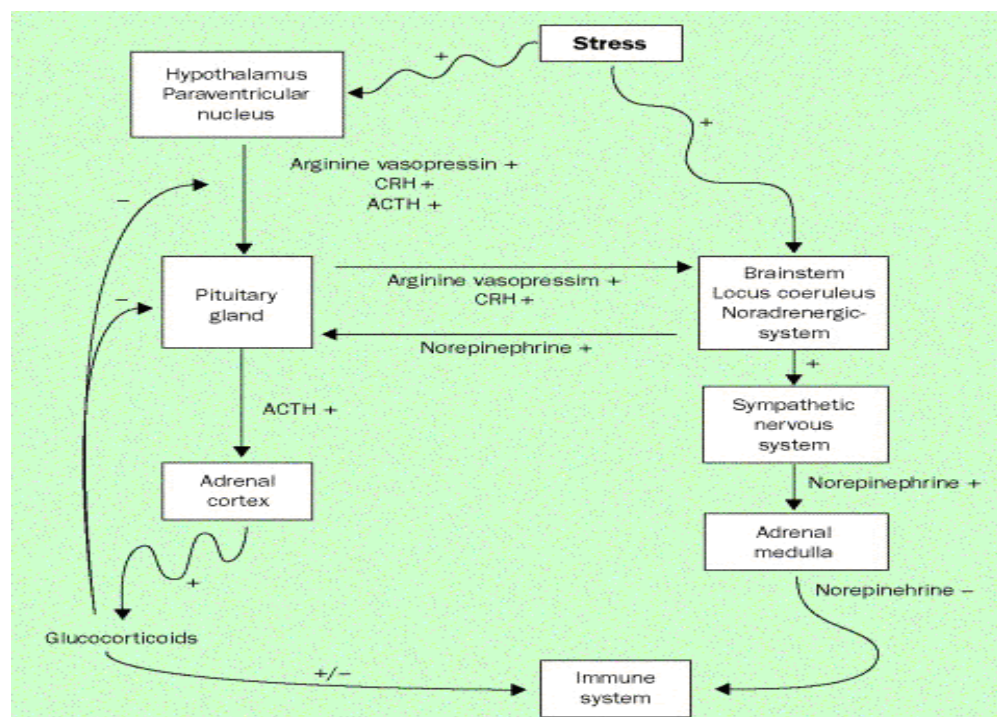 Stress
+
+
Hypothalamus
Paraventricular
nucleus
Arginine vasopressin +
CRH +
ACTH +
–
–
Pituitary
gland
Arginine vasopressim +
CRH +
Norepinephrine +
Brainstem
Locus coeruleus
Noradrenergic-
system
+
Sympathetic
nervous
system
ACTH +
Adrenal
cortex
Norepinephrine +
Adrenal
medulla
+
Norepinehrine –
Glucocorticoids
+/–
Immune
system